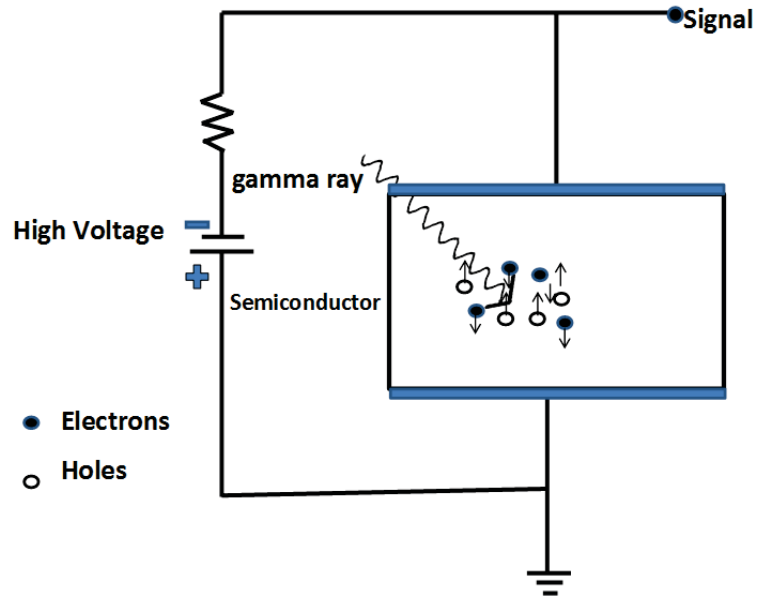 Signal
gamma ray
High Voltage
Semiconductor
Electrons
Holes